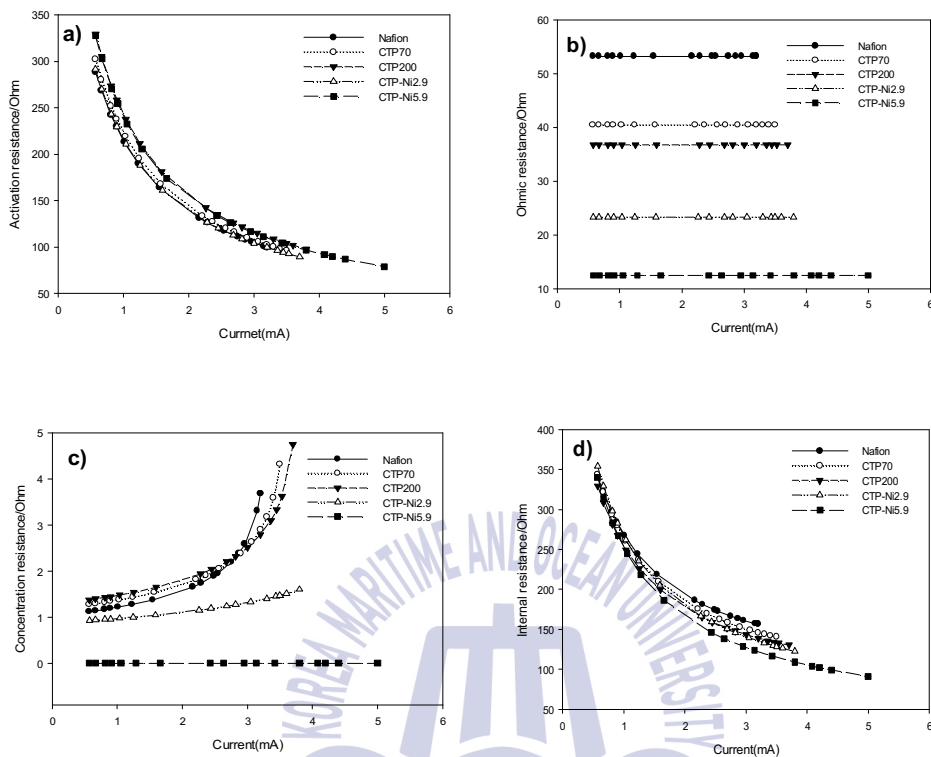 a)
Activation resistance/Ohm
350
300
250
200
150
100
50
0 1 2 3 4 5 6
Currnet(mA)
Nafion
CTP70
CTP200
CTP-Ni2.9
CTP-Ni5.9
b)
Ohmic resistance/Ohm
60
50
40
30
20
10
0 1 2 3 4 5 6
Current(mA)
Nafion
CTP70
CTP200
CTP-Ni2.9
CTP-Ni5.9
c)
Concentration resistance/Ohm
5
4
3
2
1
0
0 1 2 3 4 5 6
Current(mA)
Nafion
CTP70
CTP200
CTP-Ni2.9
CTP-Ni5.9
d)
Internal resistance/Ohm
400
350
300
250
200
150
100
50
0 1 2 3 4 5 6
Current(mA)
Nafion
CTP70
CTP200
CTP-Ni2.9
CTP-Ni5.9
KOREA MARITIME AND OCEAN UNIVERSITY